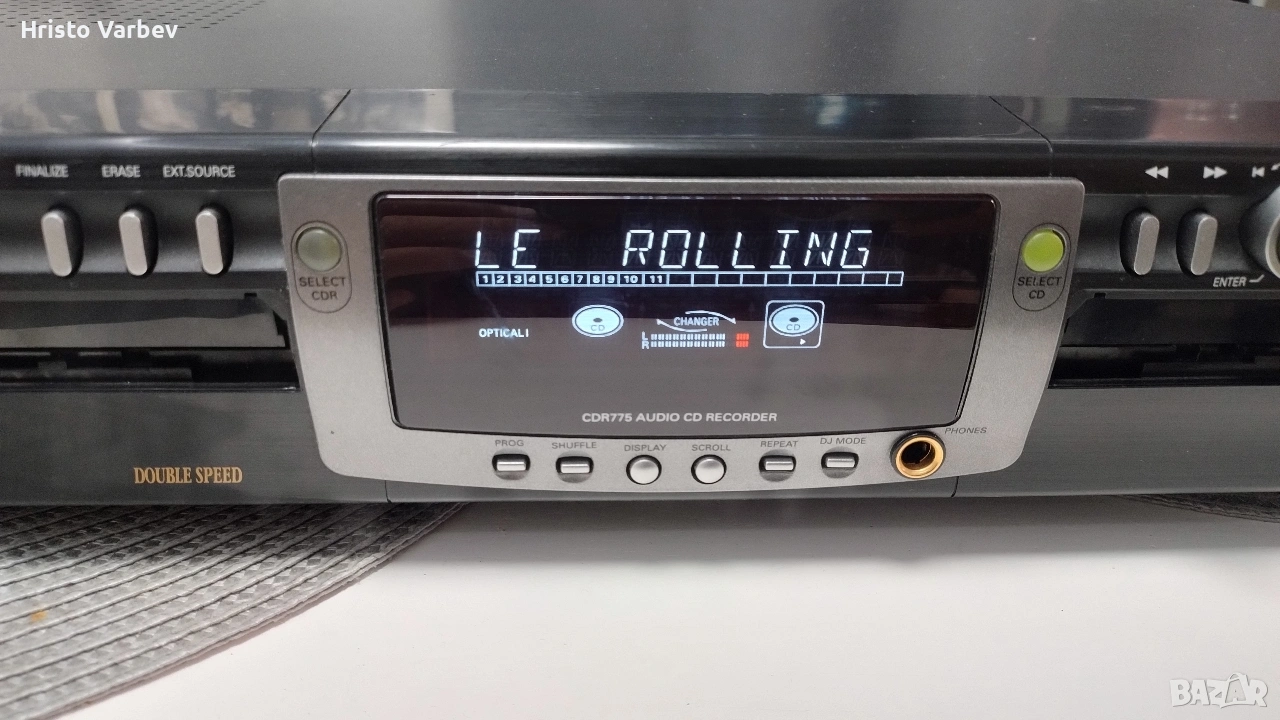 Hristo Varbev
FINALIZE ERASE EXT.SOURCE
SELECT CDR
LE ROLLING
1 2 3 4 5 6 7 8 9 10 11
OPTICAL I
CD
CHANGER
L
R
CD
SELECT CD
ENTER
CDR775 AUDIO CD RECORDER
PROG SHUFFLE DISPLAY SCROLL REPEAT DJ MODE PHONES
DOUBLE SPEED
BAZAR